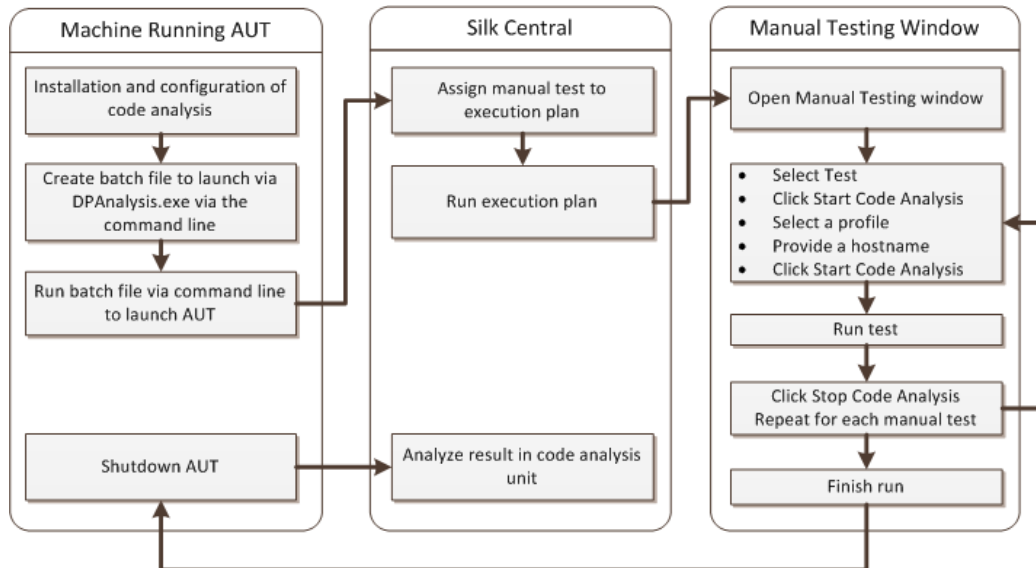 Machine Running AUT
Installation and configuration of
code analysis
Create batch file to launch via
DPAnalysis.exe via the
command line
Run batch file via command line
to launch AUT
Shutdown AUT
Silk Central
Assign manual test to
execution plan
Run execution plan
Analyze result in code analysis
unit
Manual Testing Window
Open Manual Testing window
• Select Test
• Click Start Code Analysis
• Select a profile
• Provide a hostname
• Click Start Code Analysis
Run test
Click Stop Code Analysis
Repeat for each manual test
Finish run